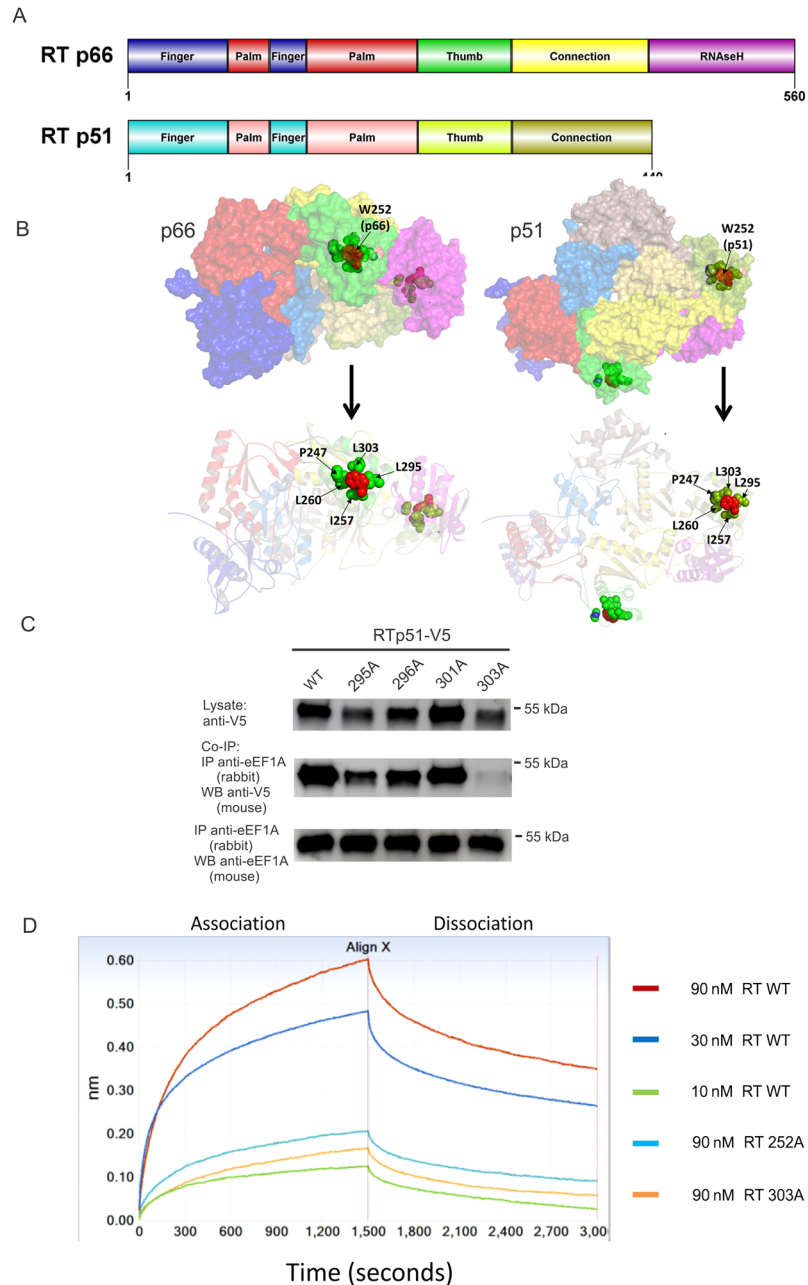 A
RT p66
Finger
Palm
Finger
Palm
Thumb
Connection
RNAseH
1
560
RT p51
Finger
Palm
Finger
Palm
Thumb
Connection
1
B
p66
W252
(p66)
p51
W252
(p51)
P247
L303
L295
L260
I257
P247
L303
L295
L260
I257
C
RTp51-V5
WT
295A
296A
301A
303A
Lysate:
anti-V5
55 kDa
Co-IP:
IP anti-eEF1A
(rabbit)
WB anti-V5
(mouse)
55 kDa
IP anti-eEF1A
(rabbit)
WB anti-eEF1A
(mouse)
55 kDa
D
Association
Dissociation
Align X
0.60
0.50
0.40
0.30
0.20
0.10
0.00
nm
0
300
600
900
1,200
1,500
1,800
2,100
2,400
2,700
3,00
Time (seconds)
90 nM RT WT
30 nM RT WT
10 nM RT WT
90 nM RT 252A
90 nM RT 303A